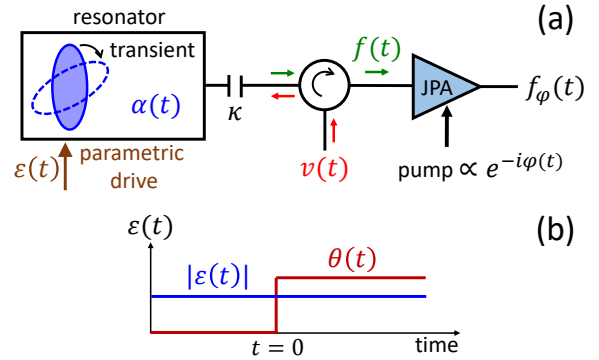 (a)
resonator
transient
α(t)
κ
f(t)
JPA
f_φ(t)
ε(t)
parametric
drive
v(t)
pump ∝ e^{-iφ(t)}
(b)
ε(t)
|ε(t)|
θ(t)
t = 0
time